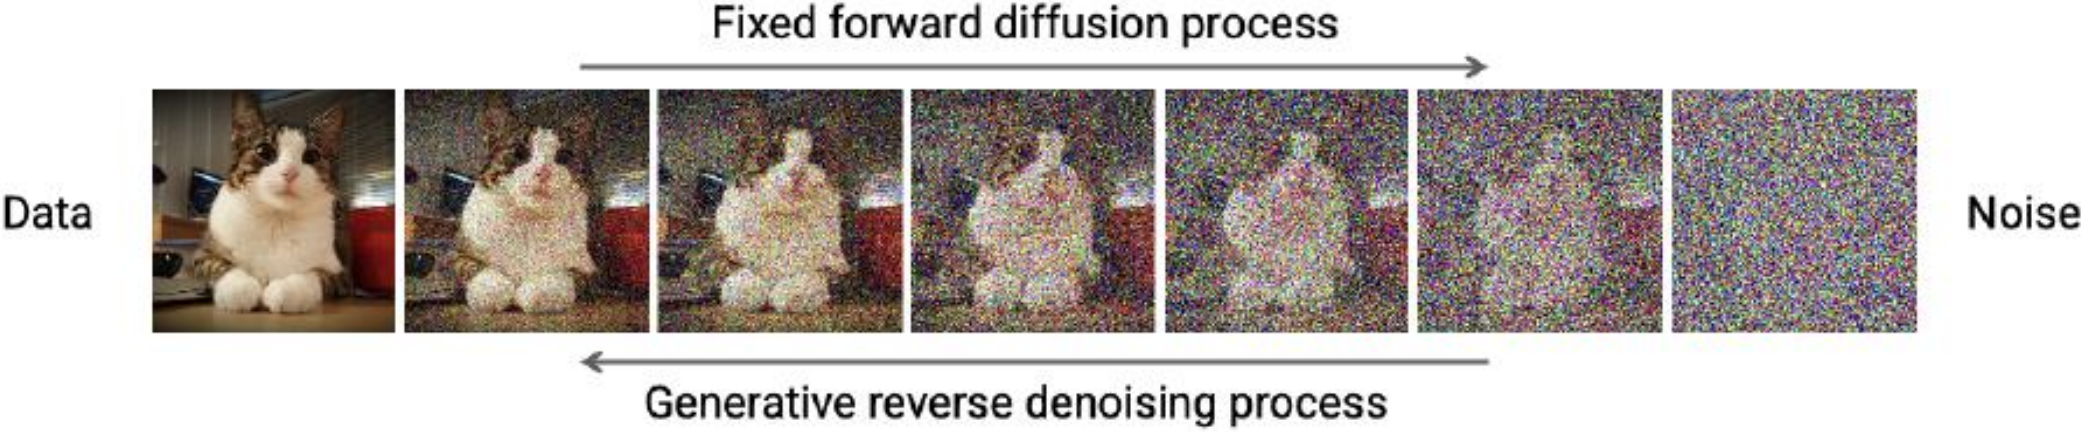 Fixed forward diffusion process
Data
Noise
Generative reverse denoising process